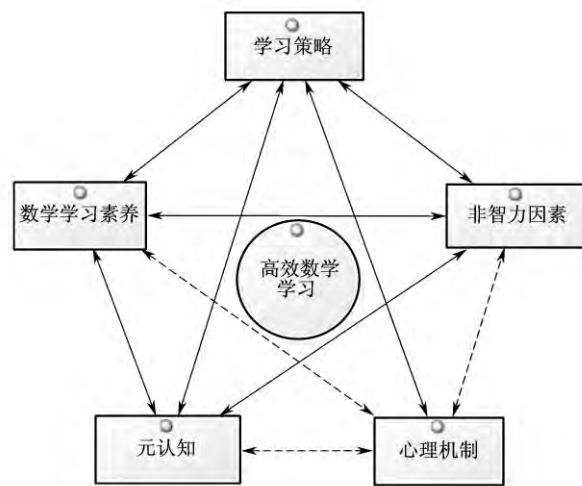 学习策略
数学学习素养
非智力因素
高效数学
学习
元认知
心理机制